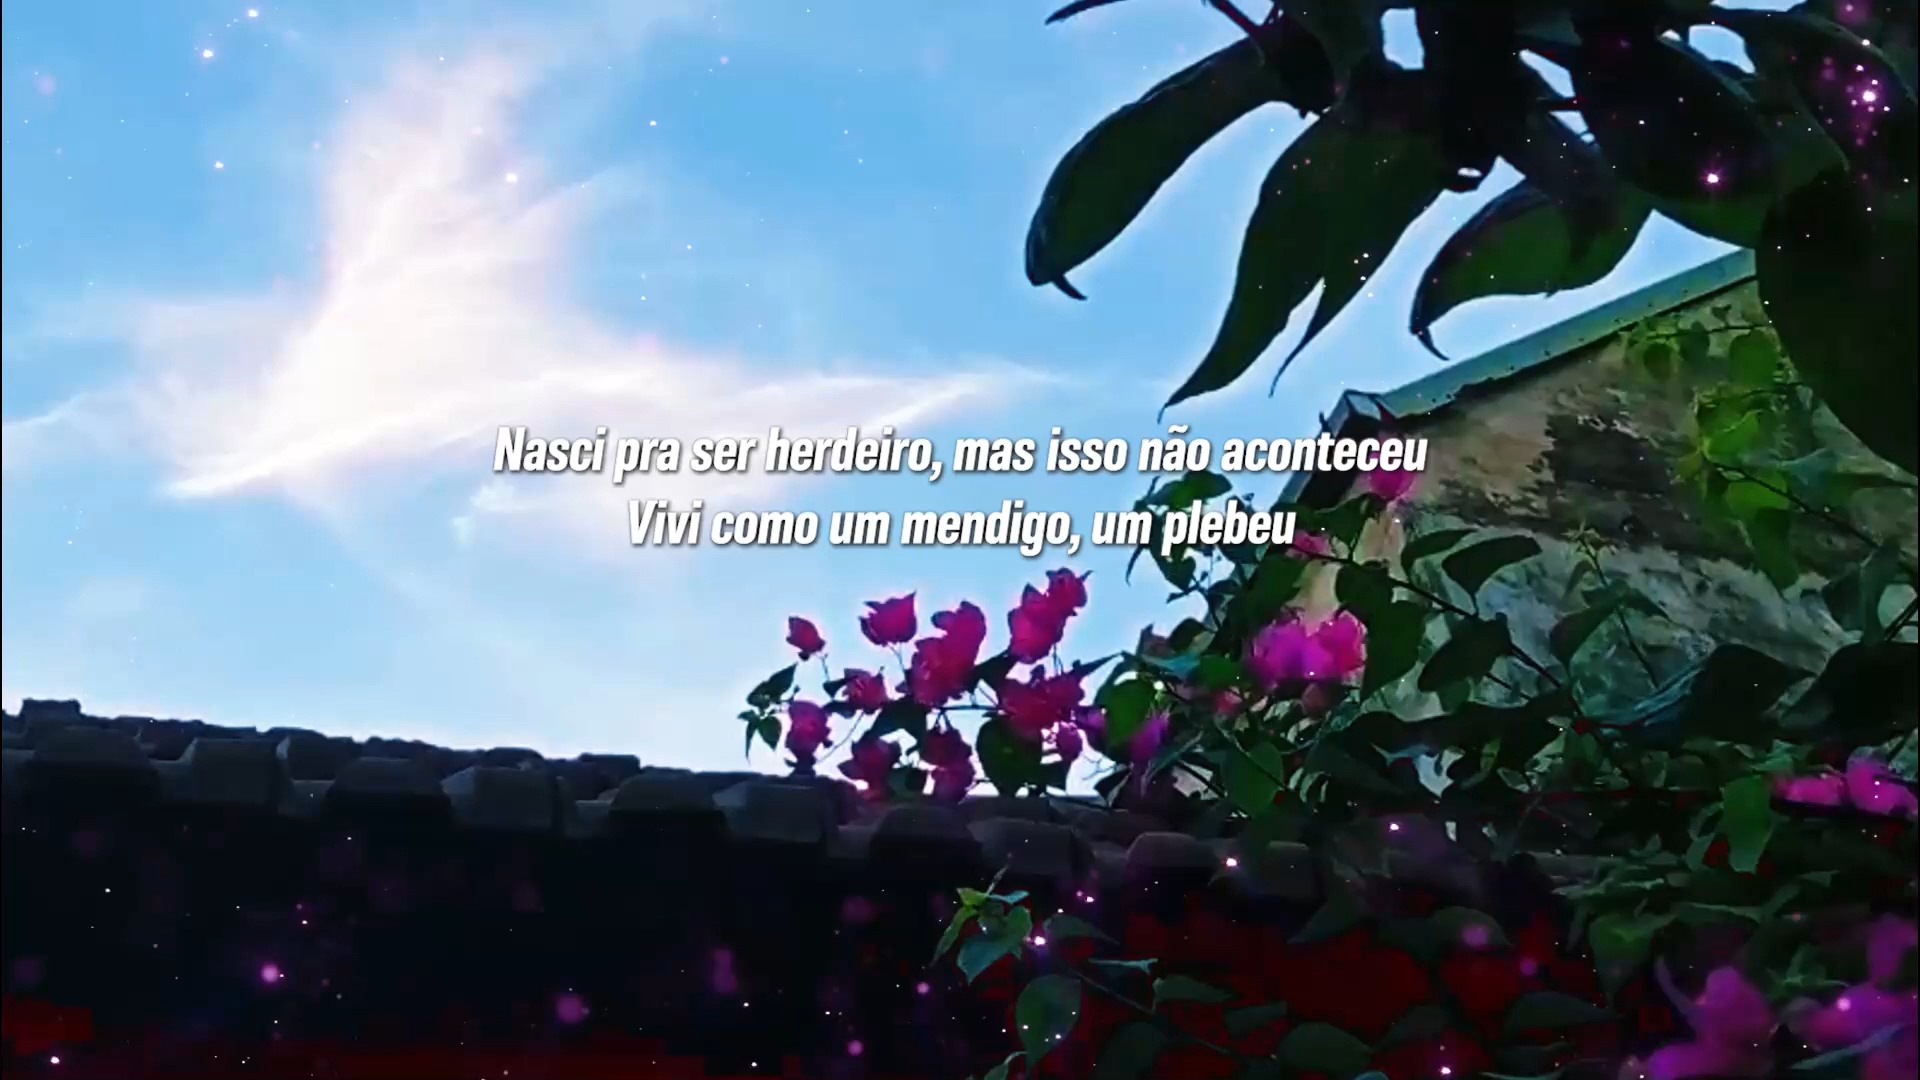 Nasci pra ser herdeiro, mas isso não aconteceu
Vivi como um mendigo, um plebeu